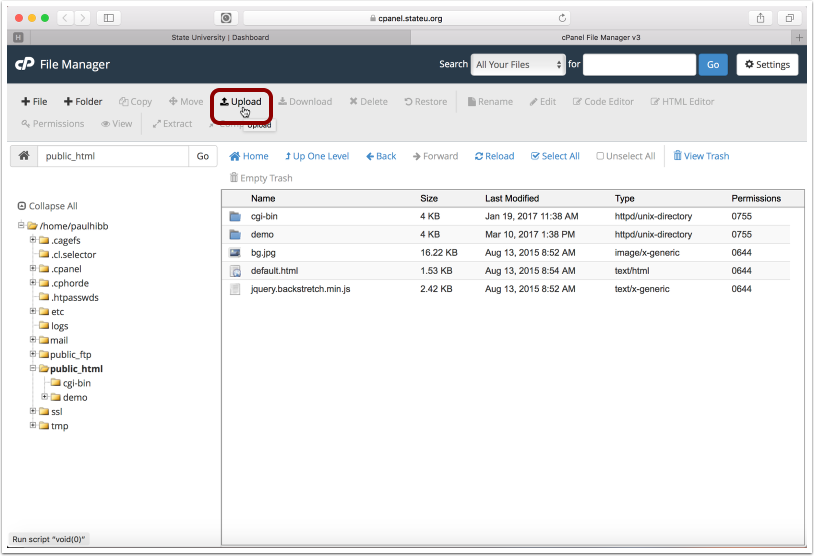 cpanel.stateu.org
H State University | Dashboard cPanel File Manager v3 +
cP File Manager Search All Your Files for Go Settings
+ File + Folder Copy Move Upload Download Delete Restore Rename Edit Code Editor HTML Editor
Permissions View Extract Upload
public_html Go Home Up One Level Back Forward Reload Select All Unselect All View Trash
Empty Trash
Name Size Last Modified Type Permissions
cgi-bin 4 KB Jan 19, 2017 11:38 AM httpd/unix-directory 0755
demo 4 KB Mar 10, 2017 1:38 PM httpd/unix-directory 0755
bg.jpg 16.22 KB Aug 13, 2015 8:52 AM image/x-generic 0644
default.html 1.53 KB Aug 13, 2015 8:54 AM text/html 0644
jquery.backstretch.min.js 2.42 KB Aug 13, 2015 8:52 AM text/x-generic 0644
Collapse All
/home/paulhibb
.cagefs
.cl.selector
.cpanel
.cphorde
.htpasswds
etc
logs
mail
public_ftp
public_html
cgi-bin
demo
ssl
tmp
Run script “void(0)”